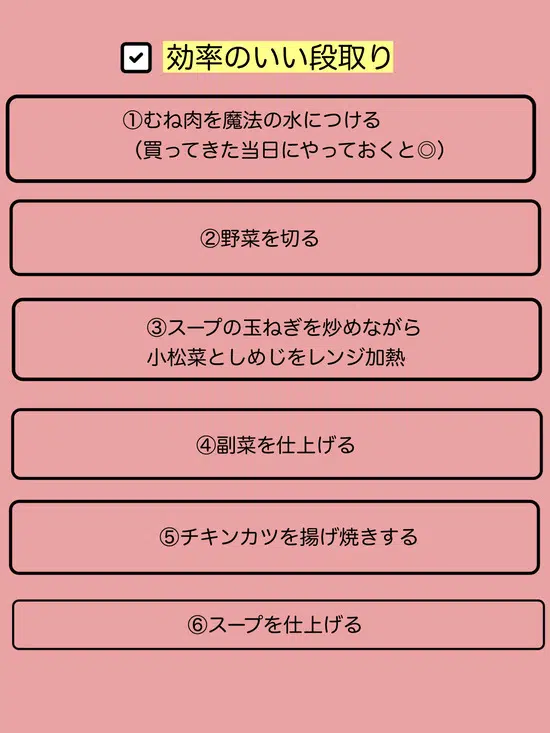 効率のいい段取り
①むね肉を魔法の水につける
（買ってきた当日にやっておくと◎）
②野菜を切る
③スープの玉ねぎを炒めながら
小松菜としめじをレンジ加熱
④副菜を仕上げる
⑤チキンカツを揚げ焼きする
⑥スープを仕上げる